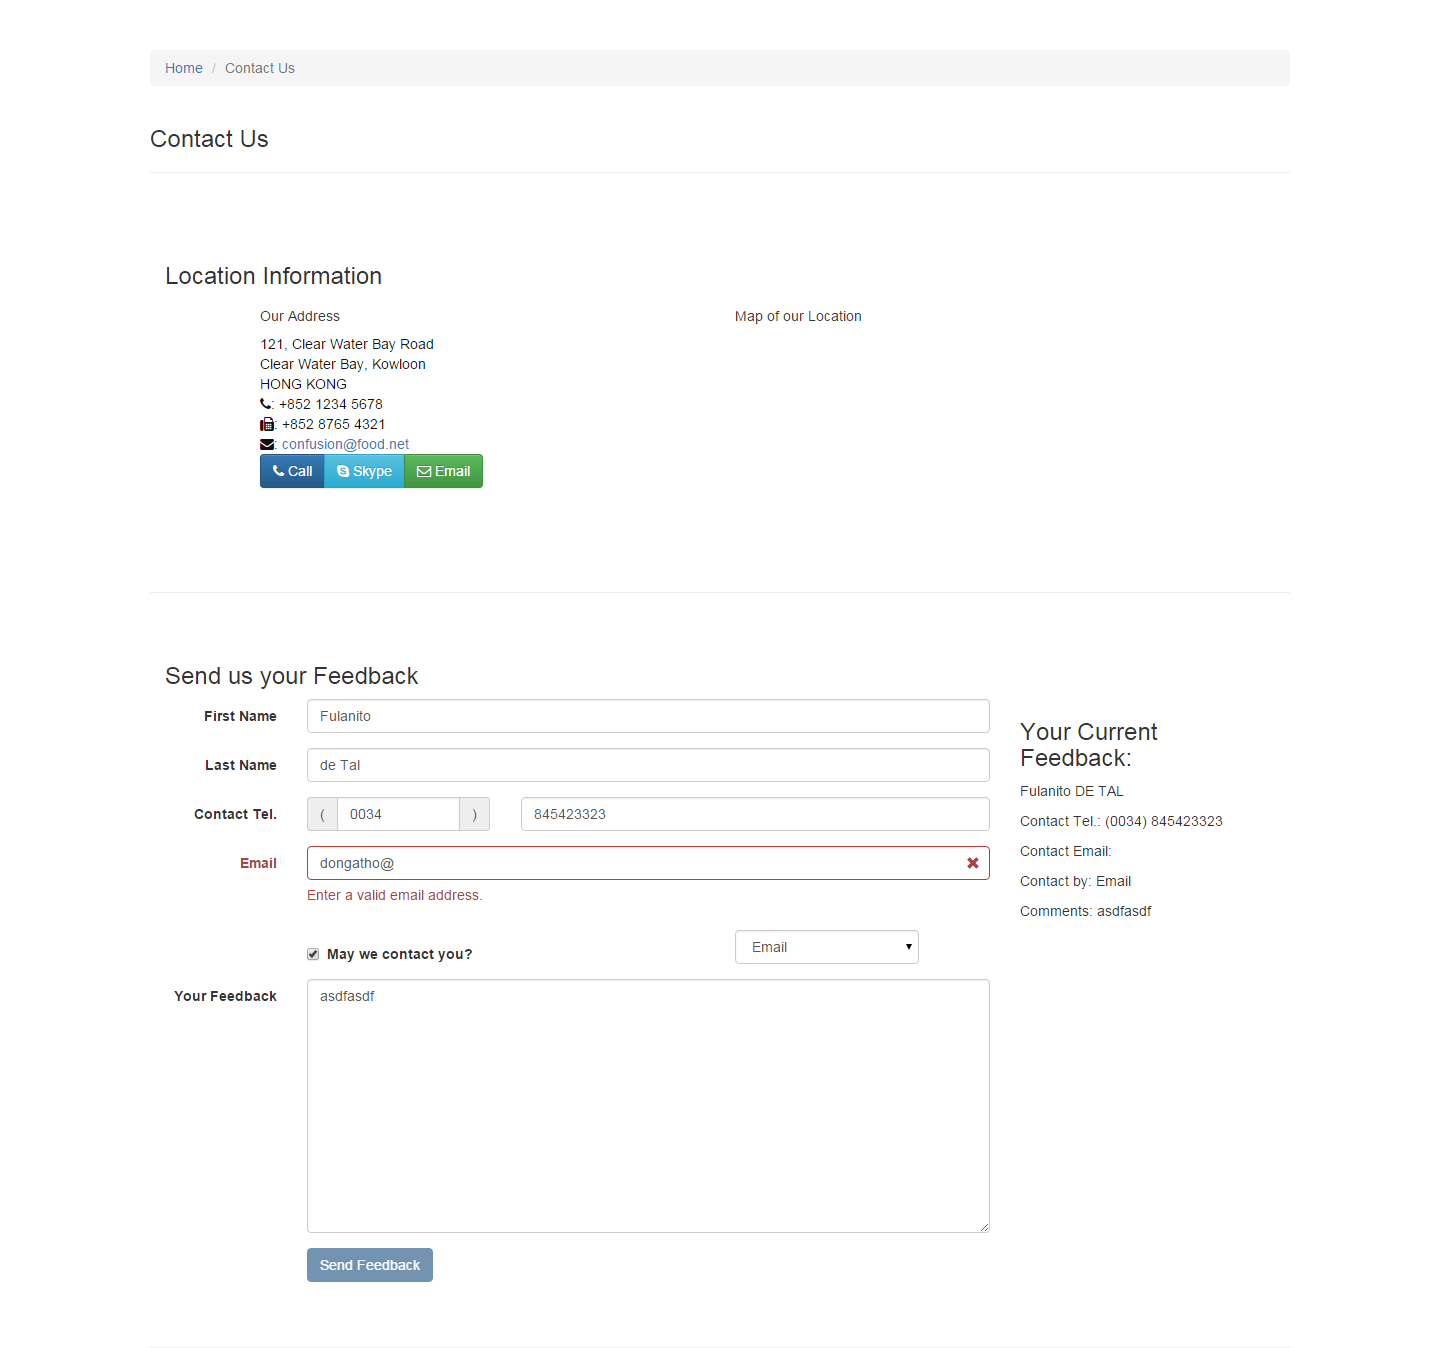 Home / Contact Us
Contact Us
Location Information
Our Address
121, Clear Water Bay Road
Clear Water Bay, Kowloon
HONG KONG
: +852 1234 5678
: +852 8765 4321
: confusion@food.net
Call Skype Email
Map of our Location
Send us your Feedback
First Name Fulanito
Last Name de Tal
Contact Tel. ( 0034 ) 845423323
Email dongatho@
Enter a valid email address.
May we contact you? Email
Your Feedback asdfasdf
Send Feedback
Your Current
Feedback:
Fulanito DE TAL
Contact Tel.: (0034) 845423323
Contact Email:
Contact by: Email
Comments: asdfasdf